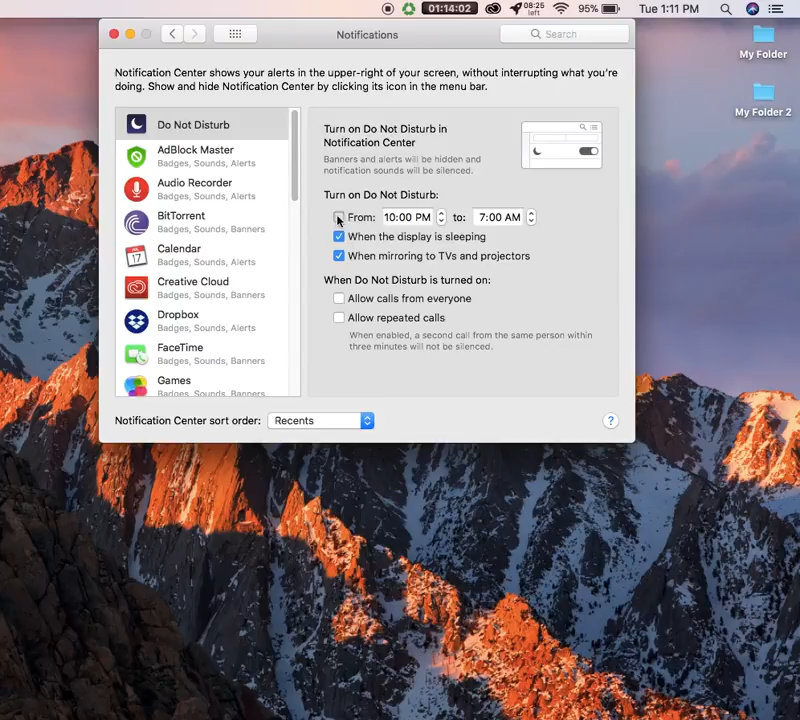 01:14:02
08:25
left
95%
Tue 1:11 PM
Notifications
Search
My Folder
My Folder 2
Notification Center shows your alerts in the upper-right of your screen, without interrupting what you're
doing. Show and hide Notification Center by clicking its icon in the menu bar.
Do Not Disturb
AdBlock Master
Badges, Sounds, Alerts
Audio Recorder
Badges, Sounds, Alerts
BitTorrent
Badges, Sounds, Banners
Calendar
Badges, Sounds, Alerts
17
Creative Cloud
Badges, Sounds, Banners
Dropbox
Badges, Sounds, Alerts
FaceTime
Badges, Sounds, Banners
Games
Badges, Sounds, Banners
Turn on Do Not Disturb in
Notification Center
Banners and alerts will be hidden and
notification sounds will be silenced.
Turn on Do Not Disturb:
From: 10:00 PM to: 7:00 AM
When the display is sleeping
When mirroring to TVs and projectors
When Do Not Disturb is turned on:
Allow calls from everyone
Allow repeated calls
When enabled, a second call from the same person within
three minutes will not be silenced.
Notification Center sort order: Recents
?